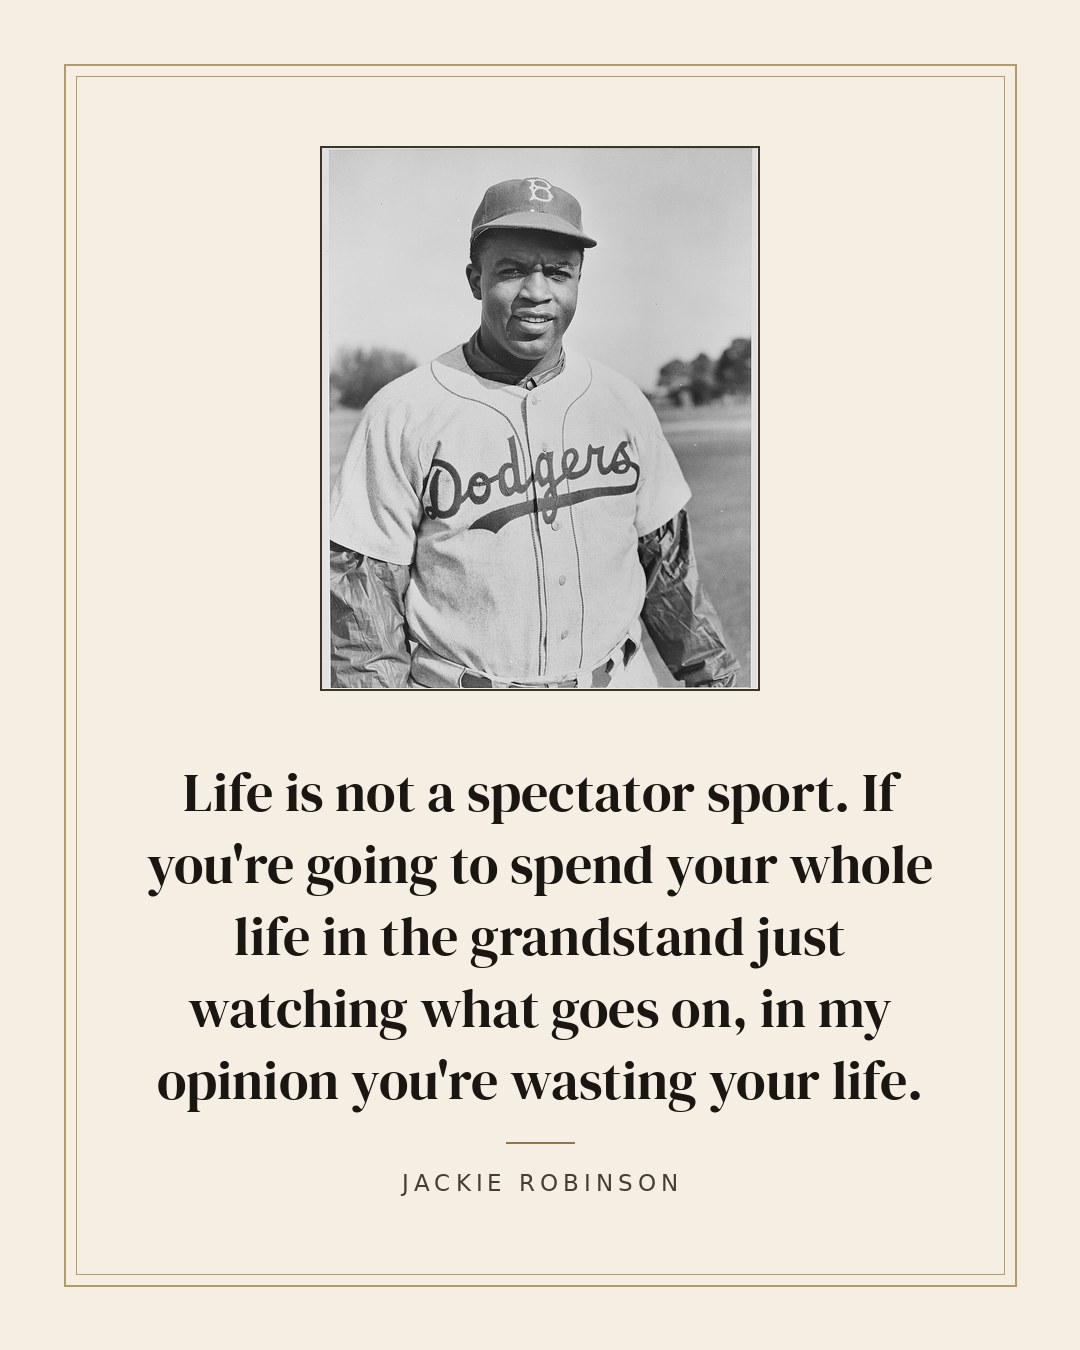 B
Dodgers
Life is not a spectator sport. If
you're going to spend your whole
life in the grandstand just
watching what goes on, in my
opinion you're wasting your life.
JACKIE ROBINSON